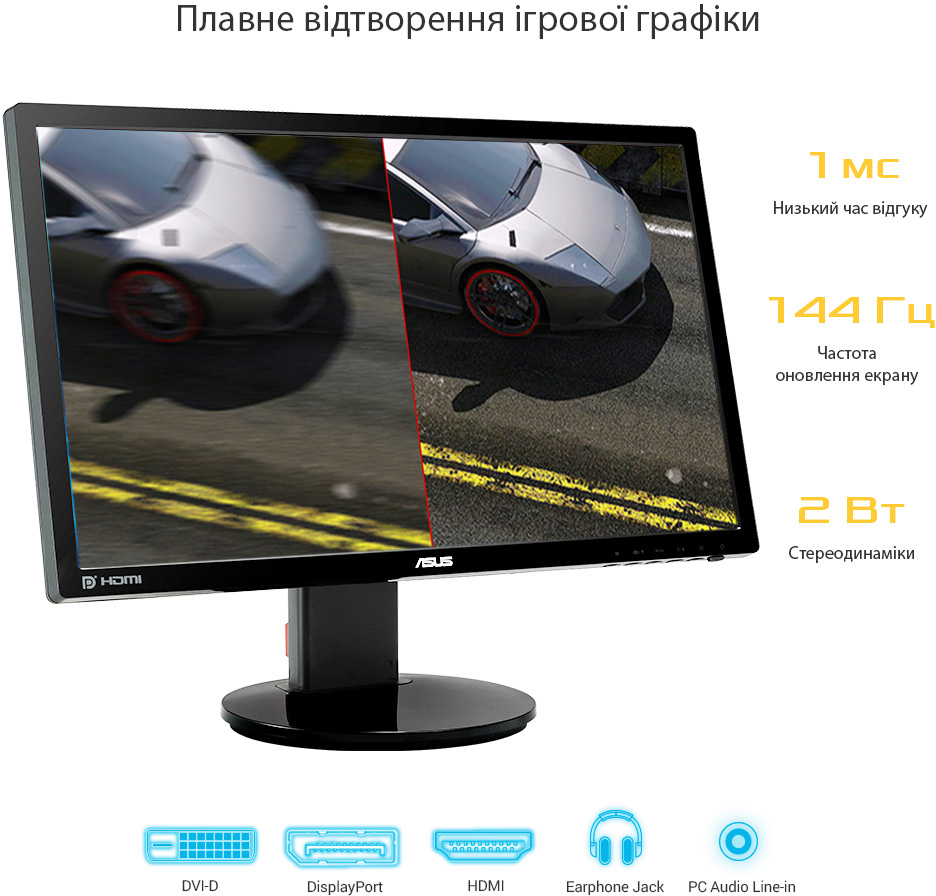 Плавне відтворення ігрової графіки
1 мс
Низький час відгуку
144 Гц
Частота
оновлення екрану
2 Вт
Стереодинаміки
HDMI
ASUS
DVI-D
DisplayPort
HDMI
Earphone Jack
PC Audio Line-in